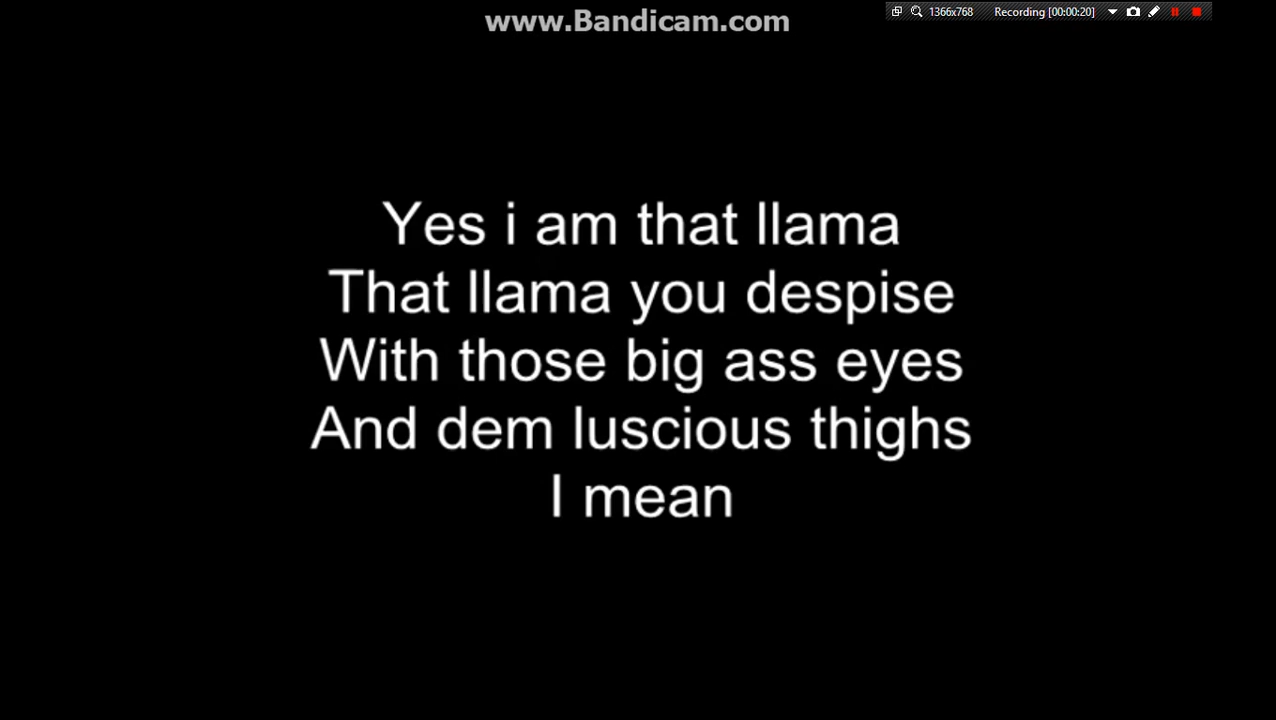 www.Bandicam.com
1366x768 Recording [00:00:20]
Yes i am that llama
That llama you despise
With those big ass eyes
And dem luscious thighs
I mean